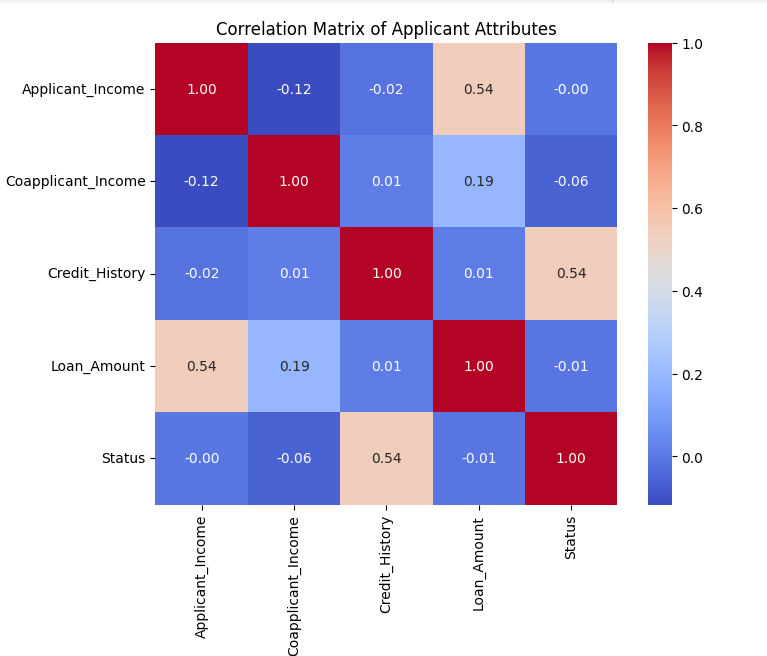 Correlation Matrix of Applicant Attributes
Applicant_Income 1.00 -0.12 -0.02 0.54 -0.00
Coapplicant_Income -0.12 1.00 0.01 0.19 -0.06
Credit_History -0.02 0.01 1.00 0.01 0.54
Loan_Amount 0.54 0.19 0.01 1.00 -0.01
Status -0.00 -0.06 0.54 -0.01 1.00
Applicant_Income
Coapplicant_Income
Credit_History
Loan_Amount
Status
1.0
0.8
0.6
0.4
0.2
0.0